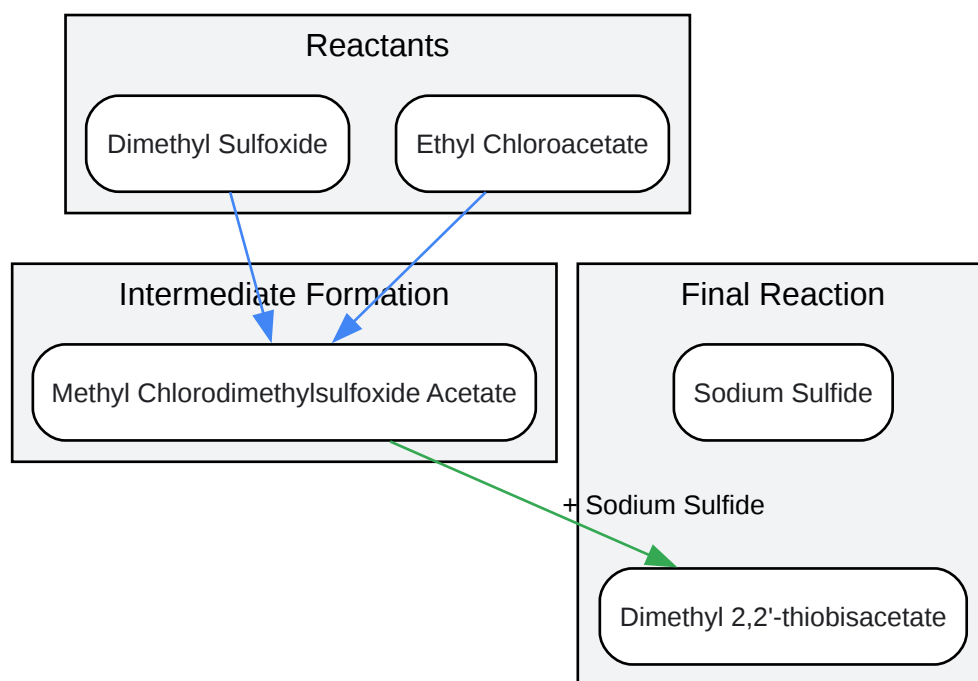 Reactants
Dimethyl Sulfoxide
Ethyl Chloroacetate
Intermediate Formation
Methyl Chlorodimethylsulfoxide Acetate
Final Reaction
Sodium Sulfide
+ Sodium Sulfide
Dimethyl 2,2'-thiobisacetate